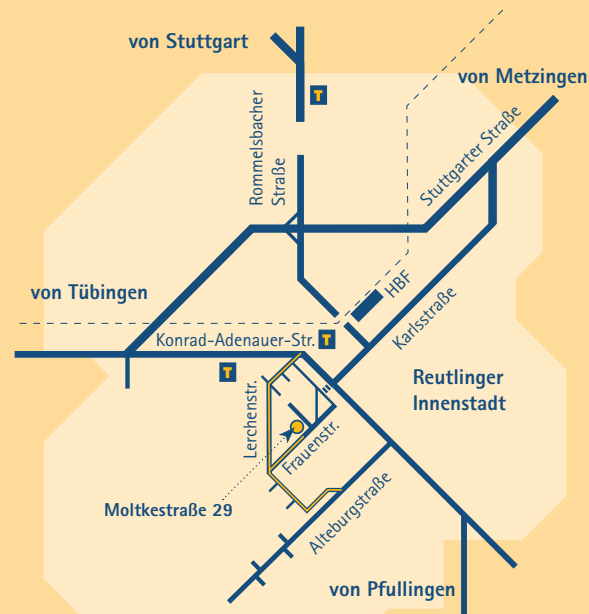 von Stuttgart
T
von Metzingen
Rommelsbacher
Straße
Stuttgarter Straße
von Tübingen
HBF
Karlsstraße
Konrad-Adenauer-Str.
T
T
Reutlinger
Innenstadt
Lerchenstr.
Frauenstr.
Moltkestraße 29
Alteburgstraße
von Pfullingen